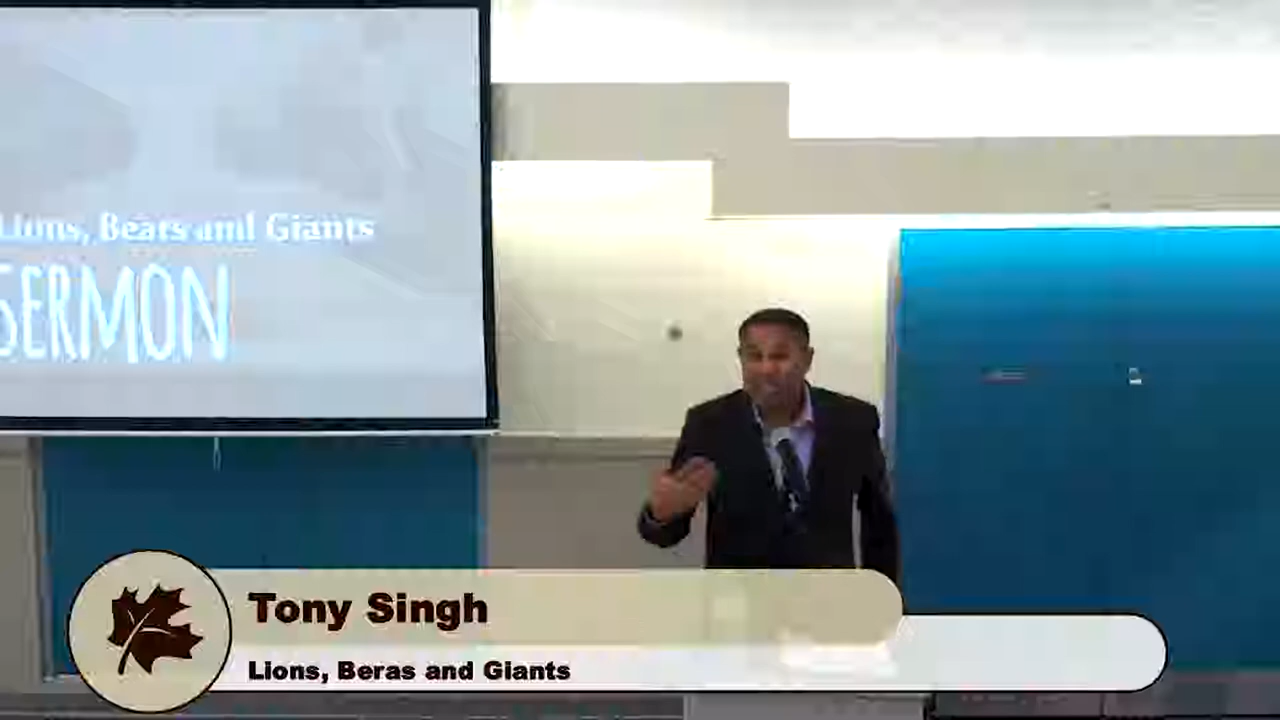 Lions, Bears and Giants
SERMON
Tony Singh
Lions, Beras and Giants